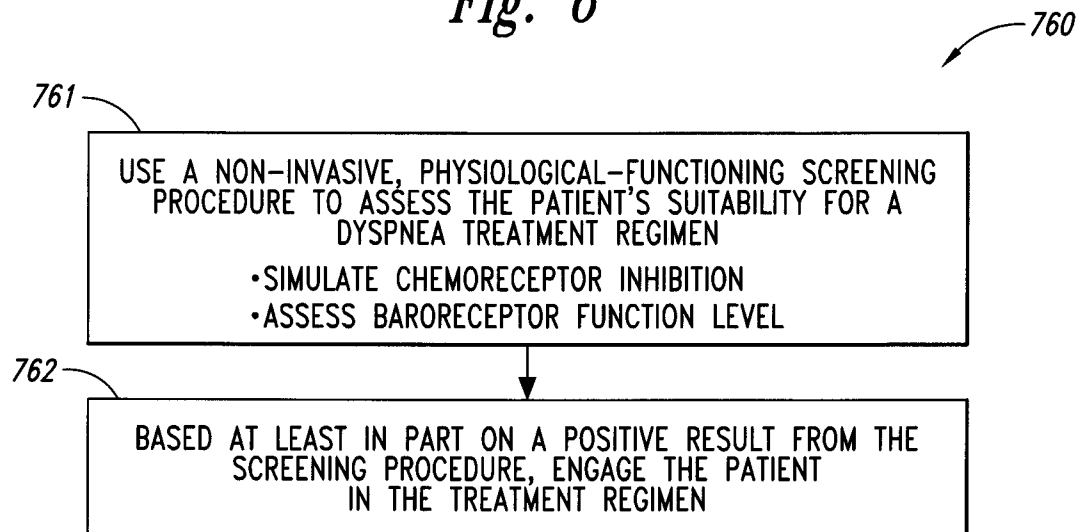 Fig. 6
760
761
USE A NON-INVASIVE, PHYSIOLOGICAL-FUNCTIONING SCREENING
PROCEDURE TO ASSESS THE PATIENT'S SUITABILITY FOR A
DYSPNEA TREATMENT REGIMEN
•SIMULATE CHEMORECEPTOR INHIBITION
•ASSESS BARORECEPTOR FUNCTION LEVEL
762
BASED AT LEAST IN PART ON A POSITIVE RESULT FROM THE
SCREENING PROCEDURE, ENGAGE THE PATIENT
IN THE TREATMENT REGIMEN